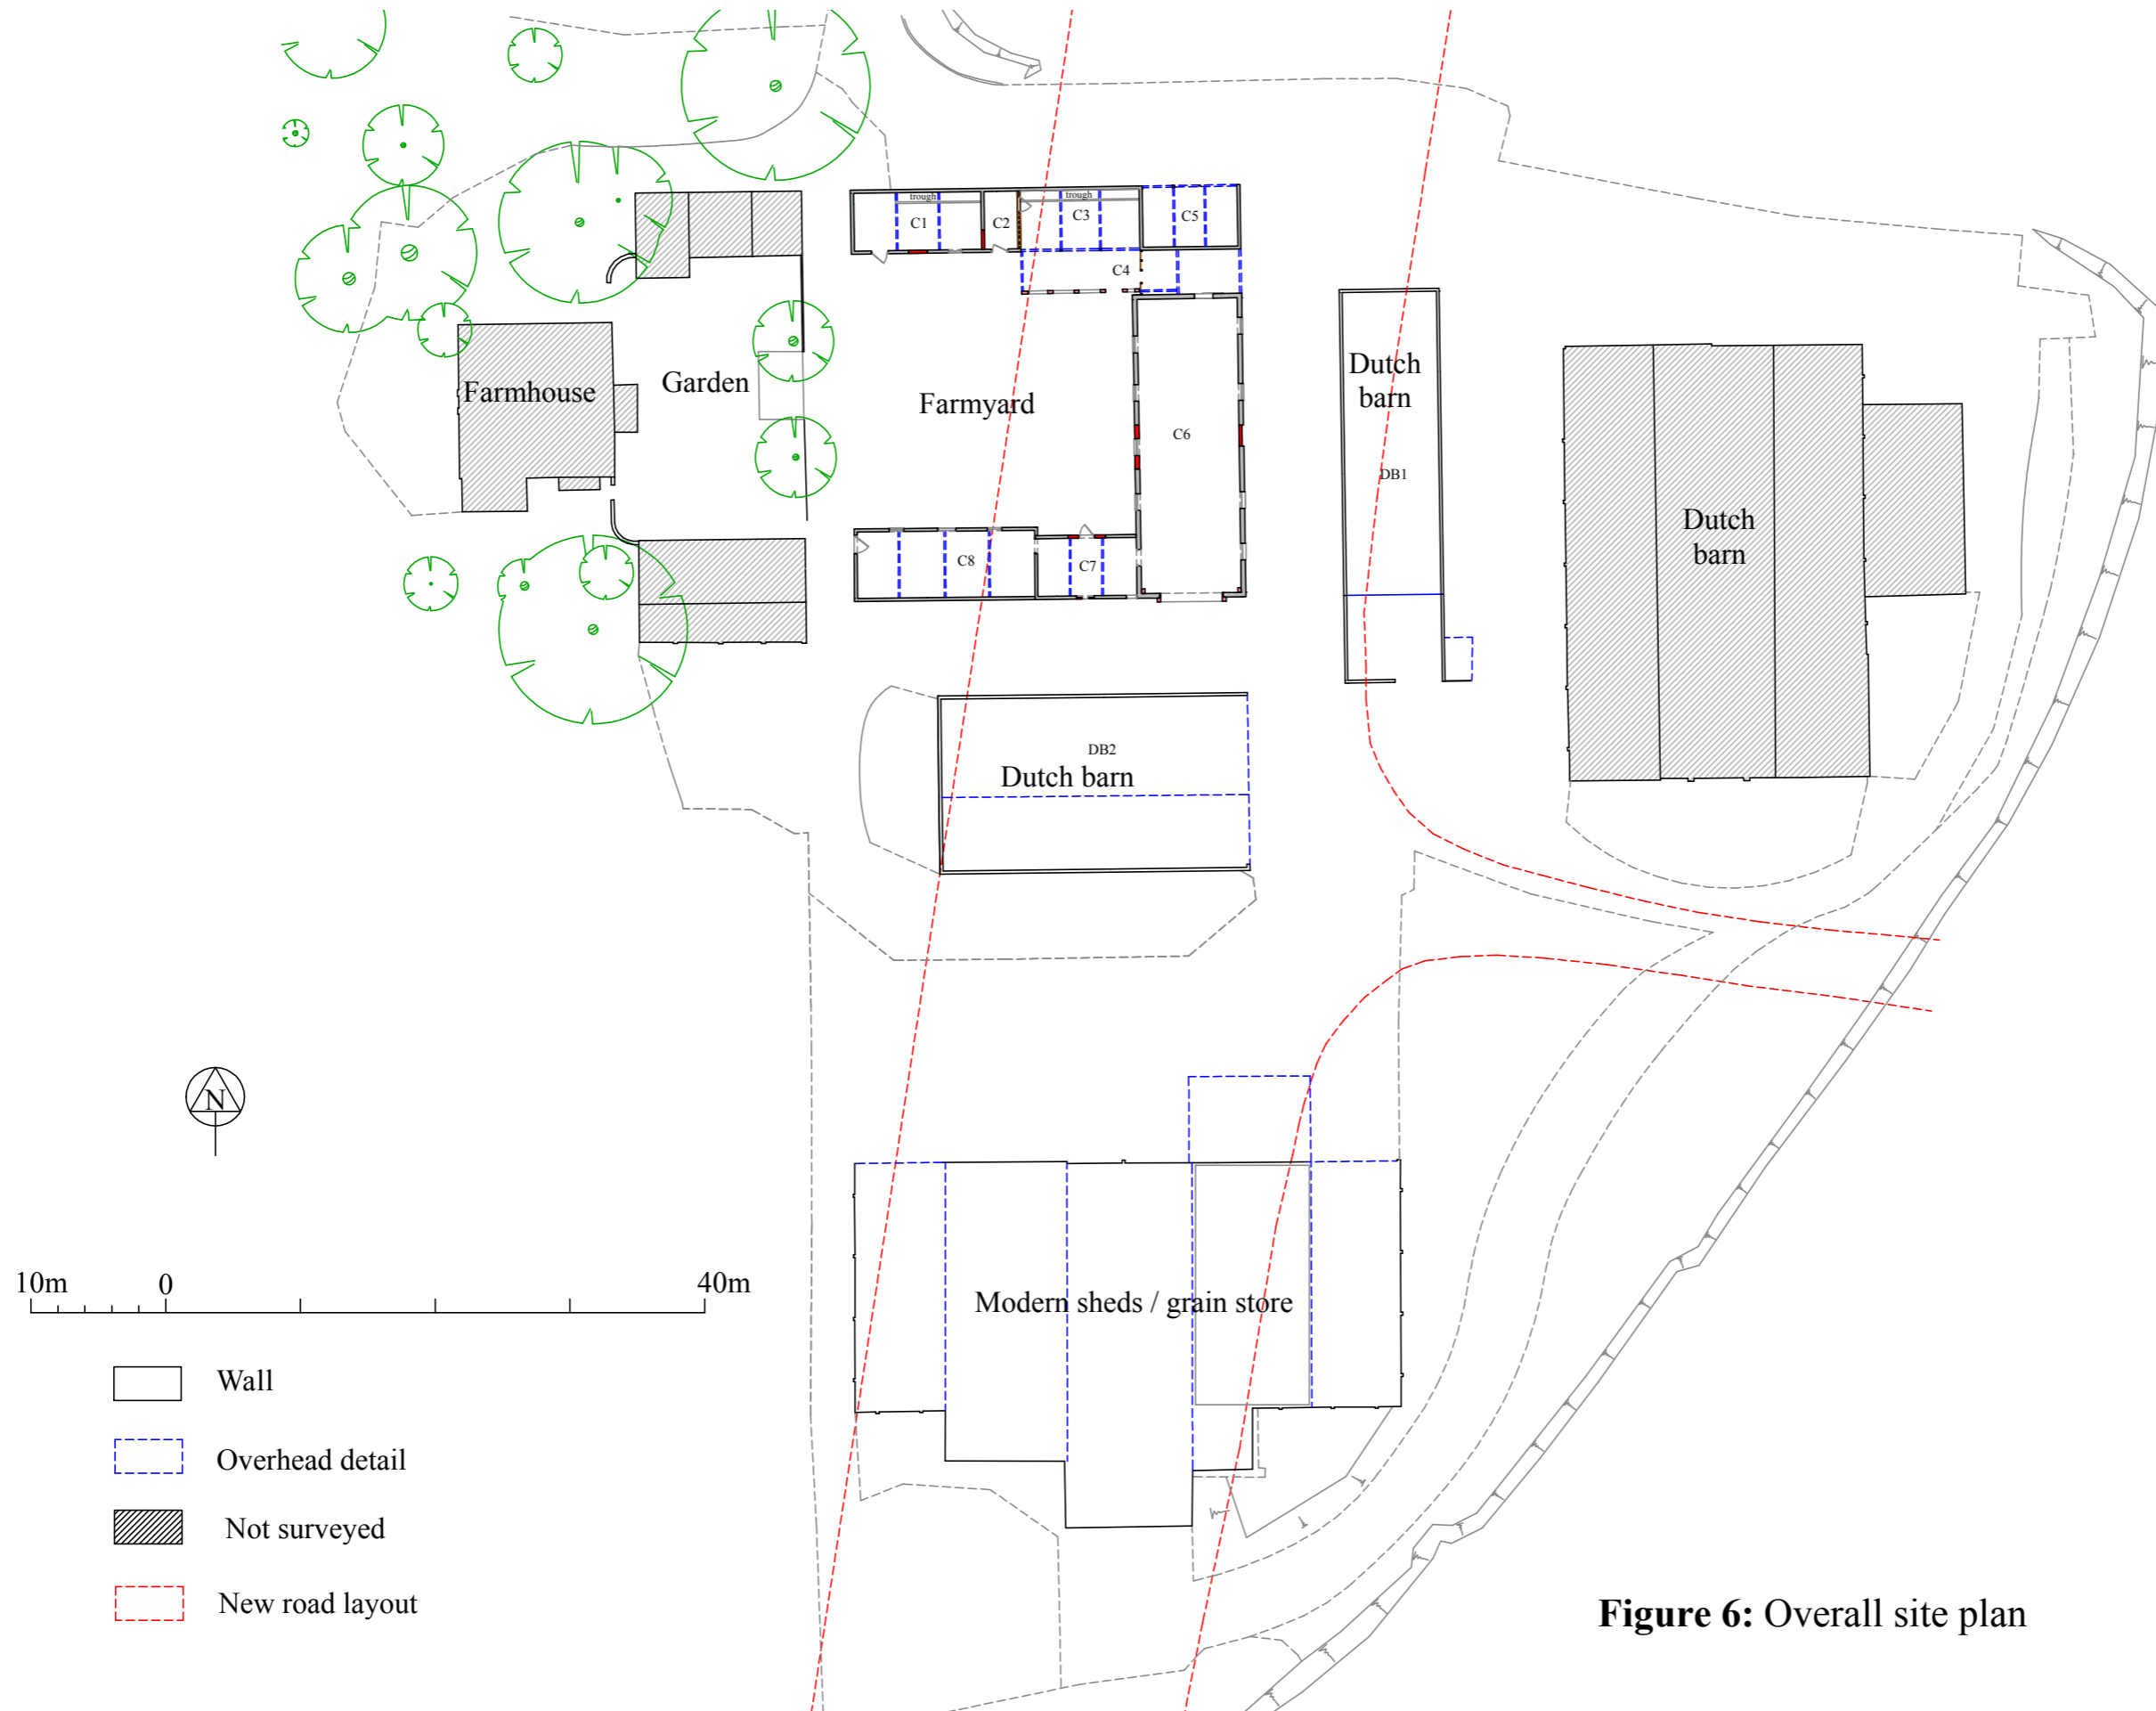 trough
trough
C1
C2
C3
C5
C4
Farmhouse
Garden
Farmyard
C6
Dutch
barn
DB1
Dutch
barn
C8
C7
DB2
Dutch barn
N
10m
0
40m
Modern sheds / grain store
Wall
Overhead detail
Not surveyed
New road layout
Figure 6: Overall site plan